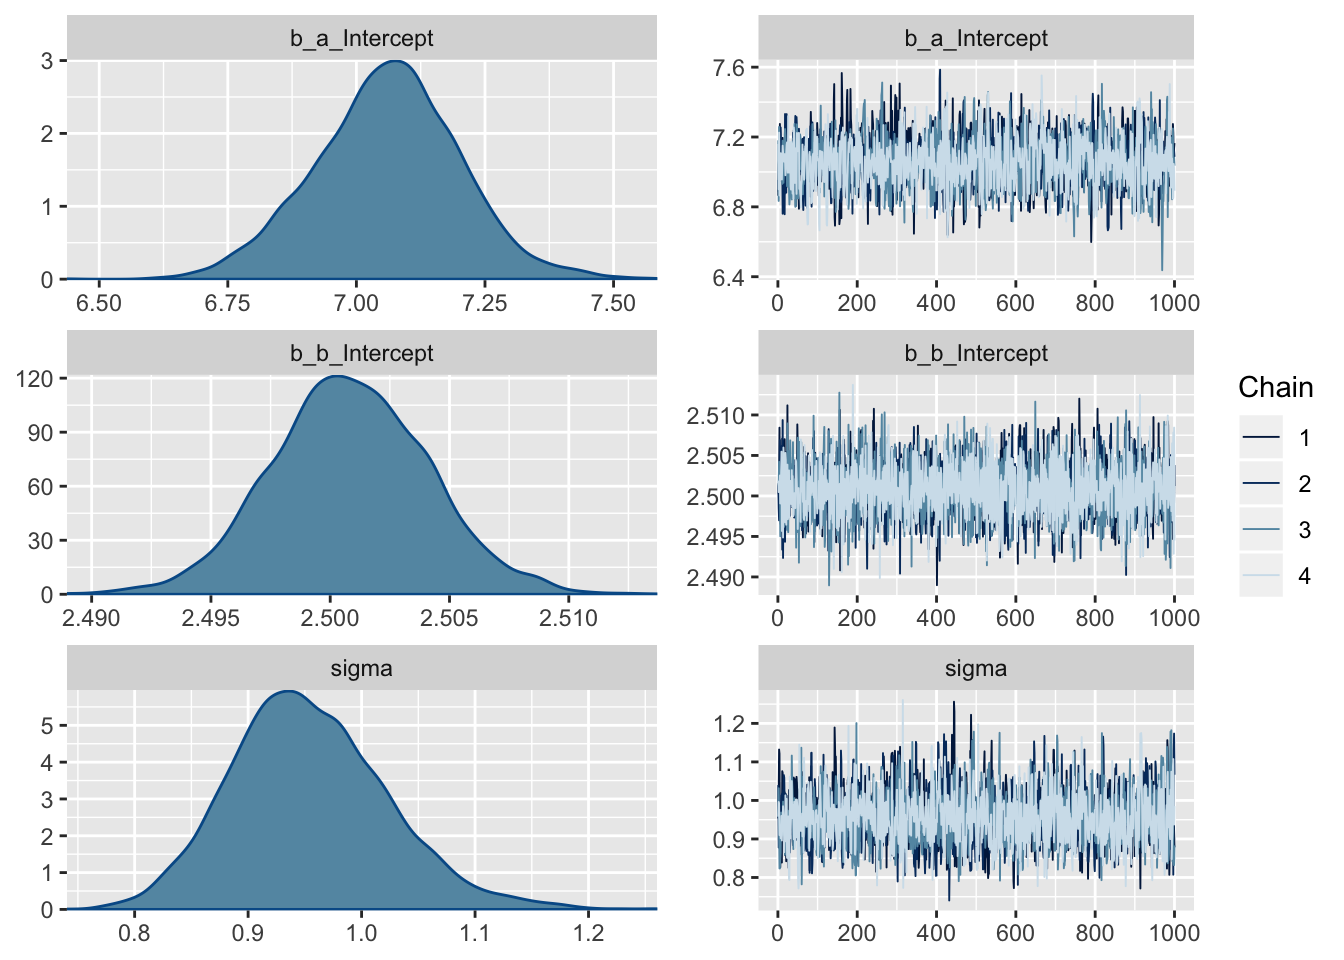 b_a_Intercept
3
2
1
0
6.50 6.75 7.00 7.25 7.50
b_a_Intercept
7.6
7.2
6.8
6.4
0 200 400 600 800 1000
b_b_Intercept
120
90
60
30
0
2.490 2.495 2.500 2.505 2.510
b_b_Intercept
2.510
2.505
2.500
2.495
2.490
0 200 400 600 800 1000
sigma
5
4
3
2
1
0
0.8 0.9 1.0 1.1 1.2
sigma
1.2
1.1
1.0
0.9
0.8
0 200 400 600 800 1000
Chain
1
2
3
4